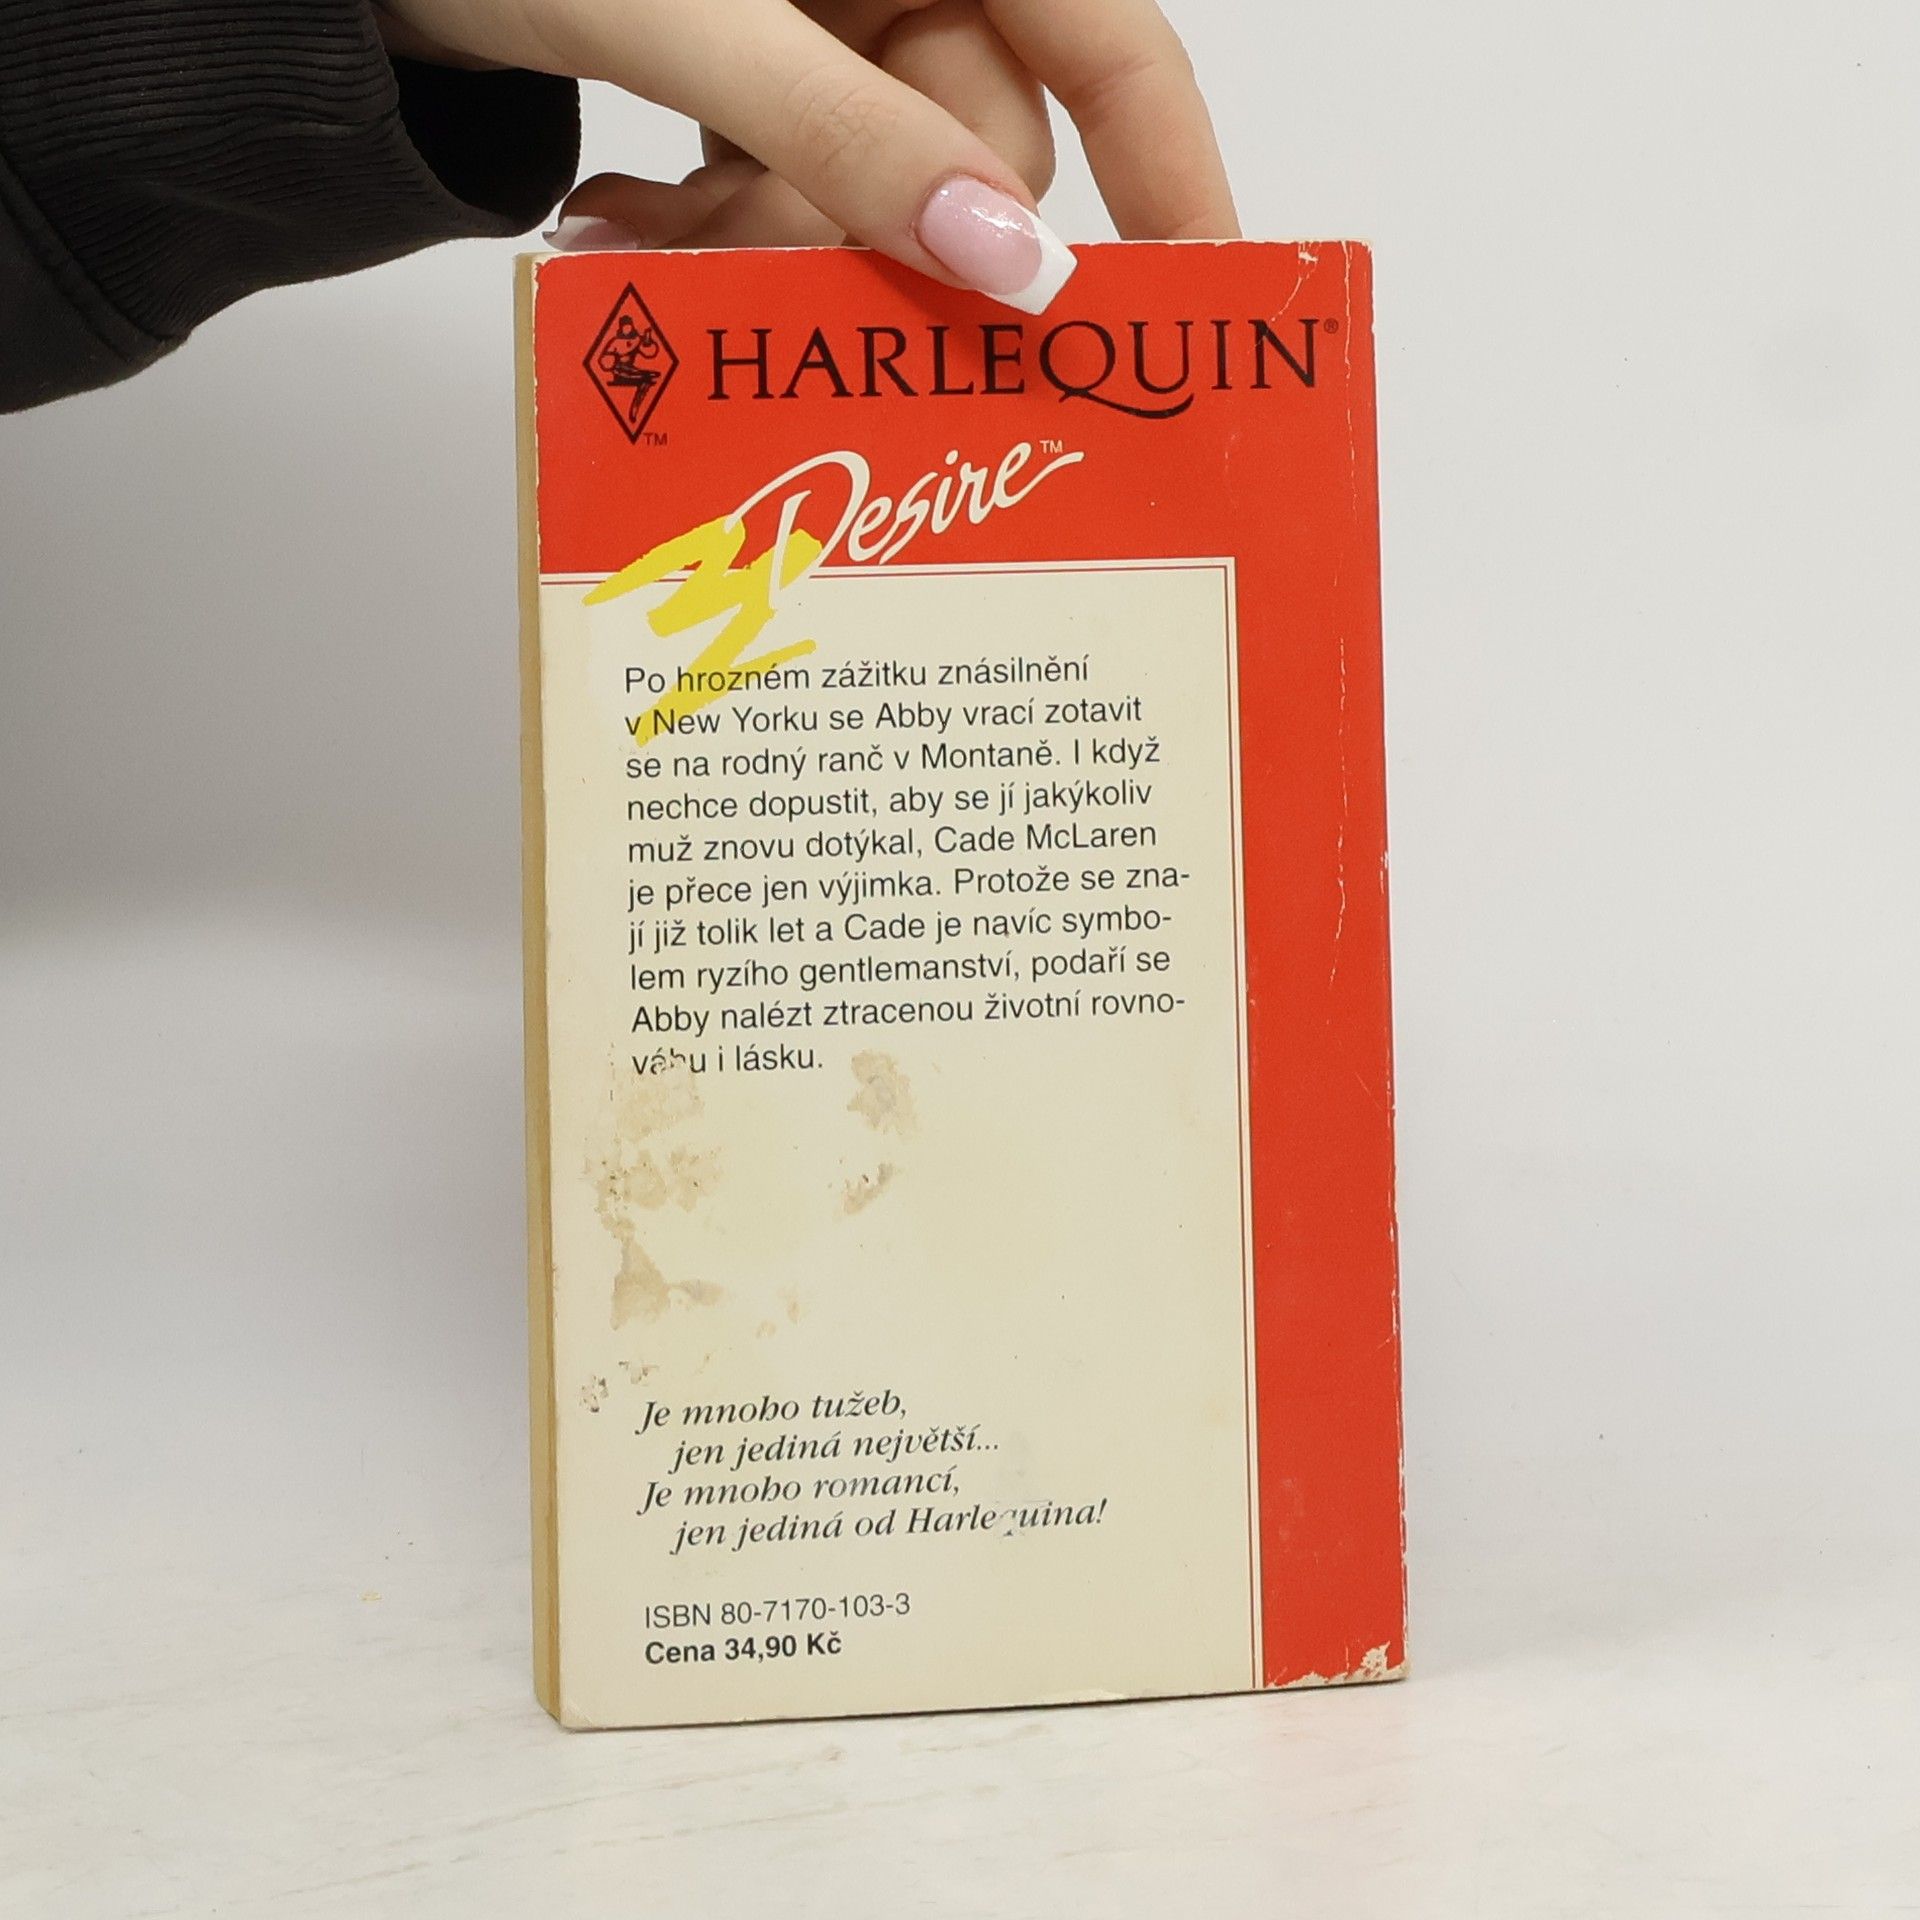 HARLEQUIN®
TM
Desire™
Po hrozném zážitku znásilnění
v New Yorku se Abby vrací zotavit
se na rodný ranč v Montaně. I když
nechce dopustit, aby se jí jakýkoliv
muž znovu dotýkal, Cade McLaren
je přece jen výjimka. Protože se zna-
jí již tolik let a Cade je navíc symbo-
lem ryzího gentlemanství, podaří se
Abby nalézt ztracenou životní rovno-
váhu i lásku.
Je mnoho tužeb,
jen jediná největší...
Je mnoho romancí,
jen jediná od Harlequina!
ISBN 80-7170-103-3
Cena 34,90 Kč